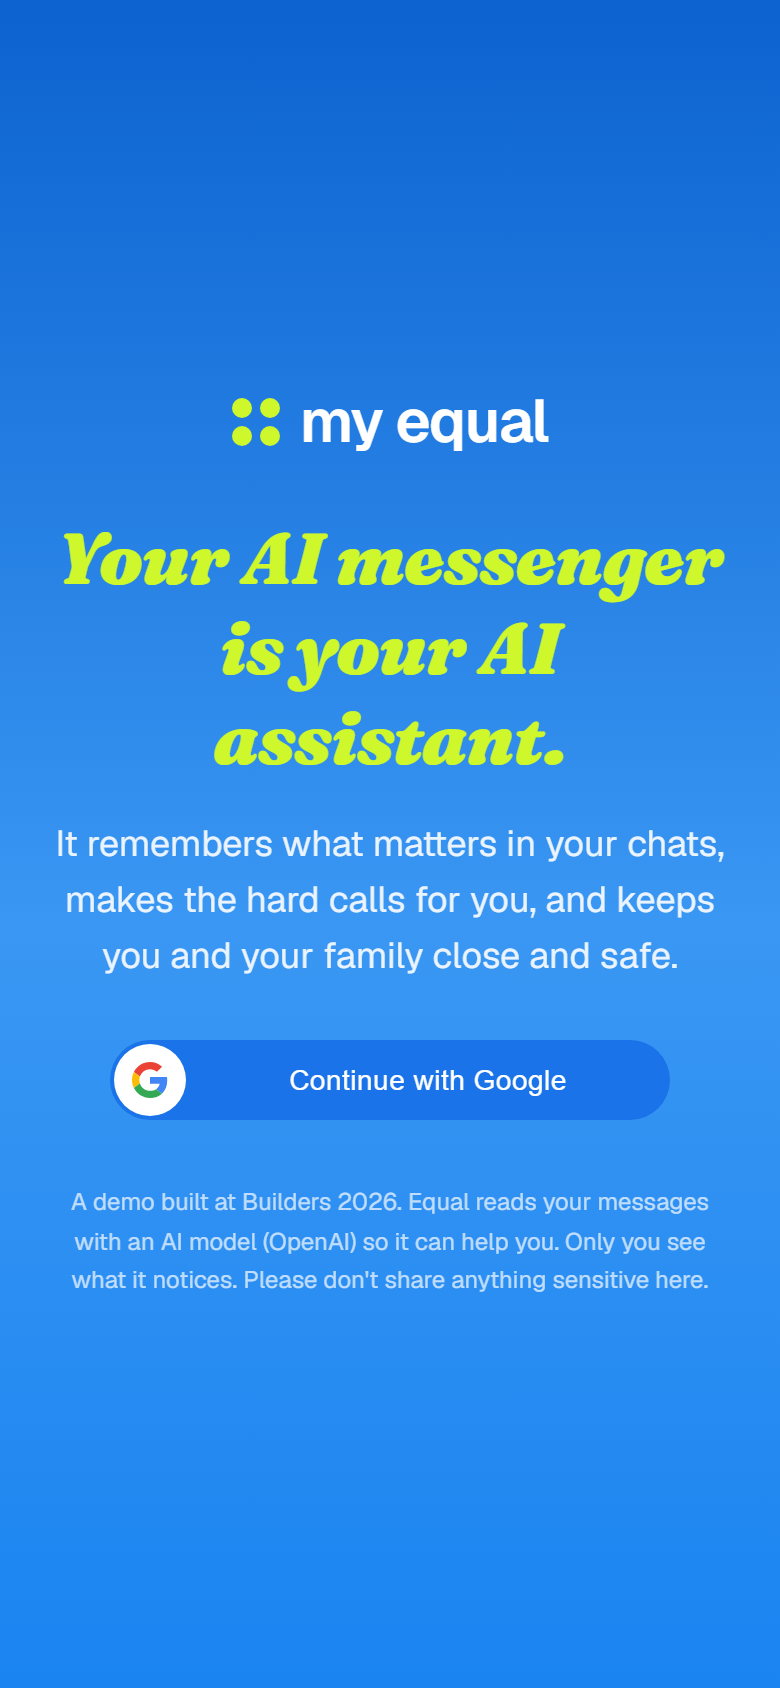 my equal
Your AI messenger
is your AI
assistant.
It remembers what matters in your chats,
makes the hard calls for you, and keeps
you and your family close and safe.
Continue with Google
A demo built at Builders 2026. Equal reads your messages
with an AI model (OpenAI) so it can help you. Only you see
what it notices. Please don't share anything sensitive here.